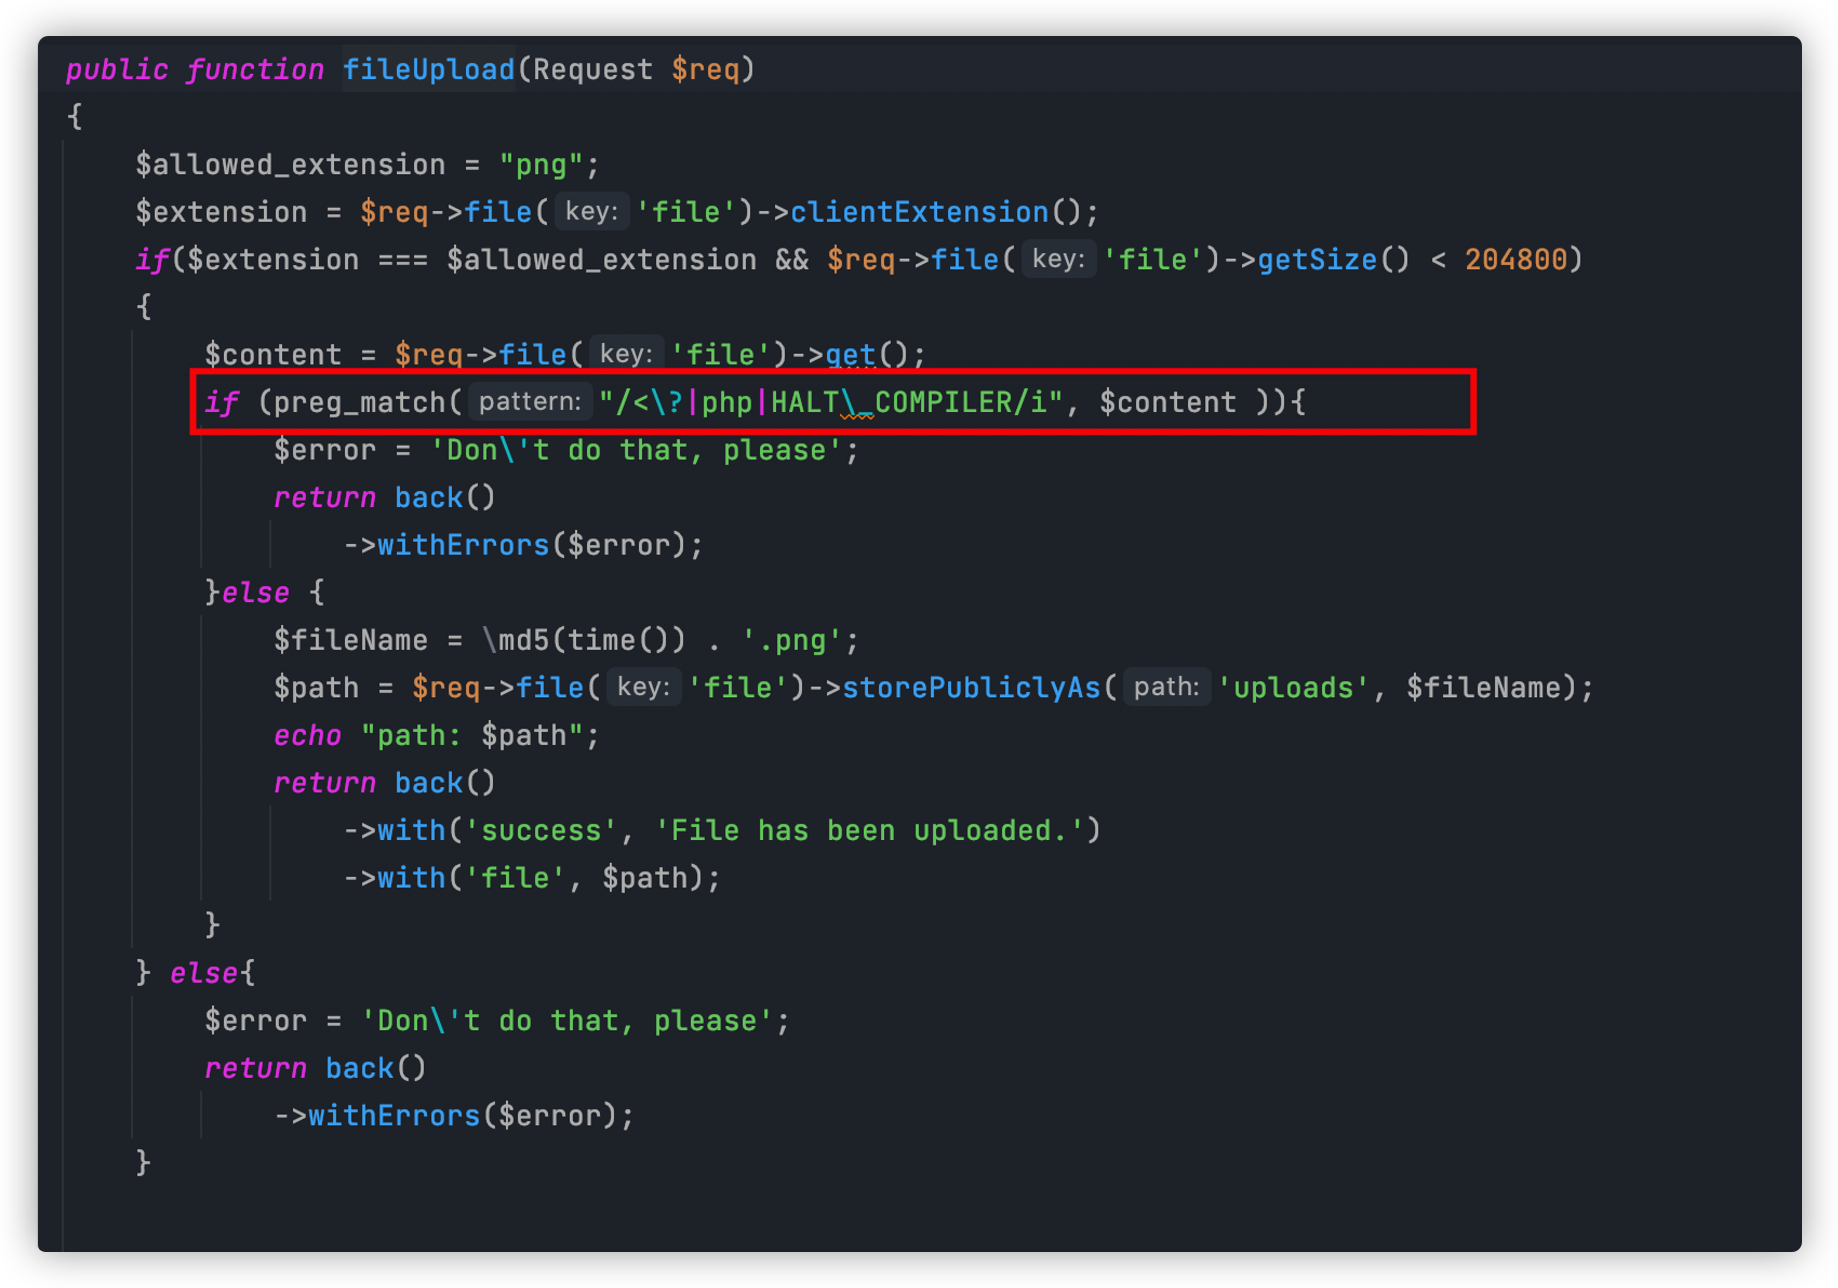 public function fileUpload(Request $req)
{
    $allowed_extension = "png";
    $extension = $req->file( key: 'file')->clientExtension();
    if($extension === $allowed_extension && $req->file( key: 'file')->getSize() < 204800)
    {
        $content = $req->file( key: 'file')->get();
        if (preg_match( pattern: "/<\?|php|HALT\_COMPILER/i", $content )){
            $error = 'Don\'t do that, please';
            return back()
                ->withErrors($error);
        }else {
            $fileName = \md5(time()) . '.png';
            $path = $req->file( key: 'file')->storePubliclyAs( path: 'uploads', $fileName);
            echo "path: $path";
            return back()
                ->with('success', 'File has been uploaded.')
                ->with('file', $path);
        }
    } else{
        $error = 'Don\'t do that, please';
        return back()
            ->withErrors($error);
    }